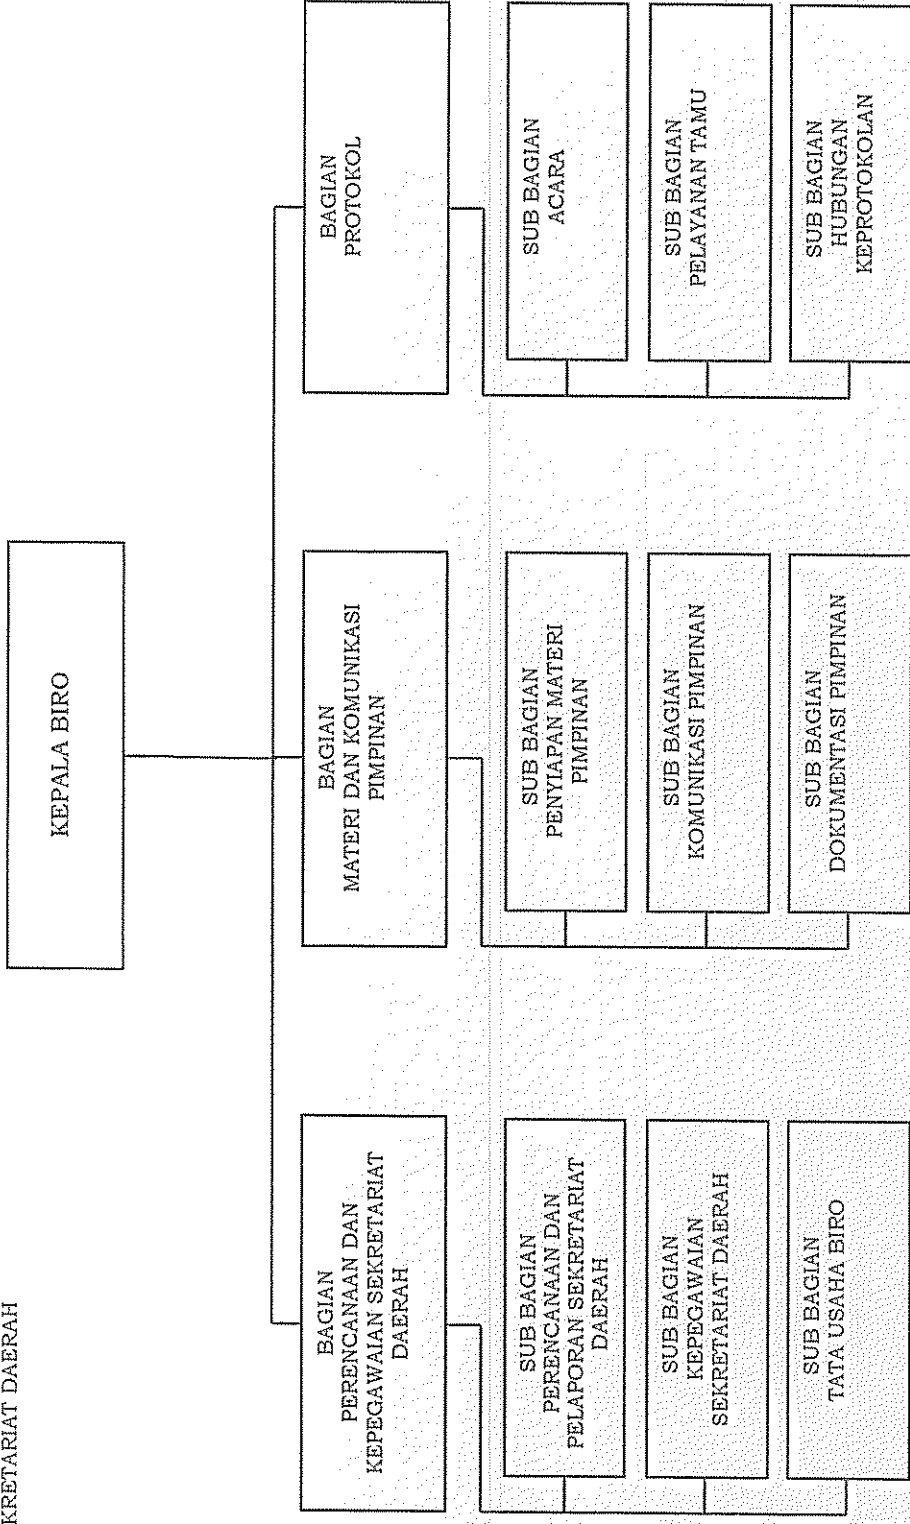 KRETARIAT DAERAH
KEPALA BIRO
BAGIAN
PERENCANAAN DAN
KEPEGAWAIAN SEKRETARIAT
DAERAH
BAGIAN
MATERI DAN KOMUNIKASI
PIMPINAN
BAGIAN
PROTOKOL
SUB BAGIAN
PERENCANAAN DAN
PELAPORAN SEKRETARIAT
DAERAH
SUB BAGIAN
PENYIAPAN MATERI
PIMPINAN
SUB BAGIAN
ACARA
SUB BAGIAN
KEPEGAWAIAN
SEKRETARIAT DAERAH
SUB BAGIAN
KOMUNIKASI PIMPINAN
SUB BAGIAN
PELAYANAN TAMU
SUB BAGIAN
TATA USAHA BIRO
SUB BAGIAN
DOKUMENTASI PIMPINAN
SUB BAGIAN
HUBUNGAN
KEPROTOKOLAN